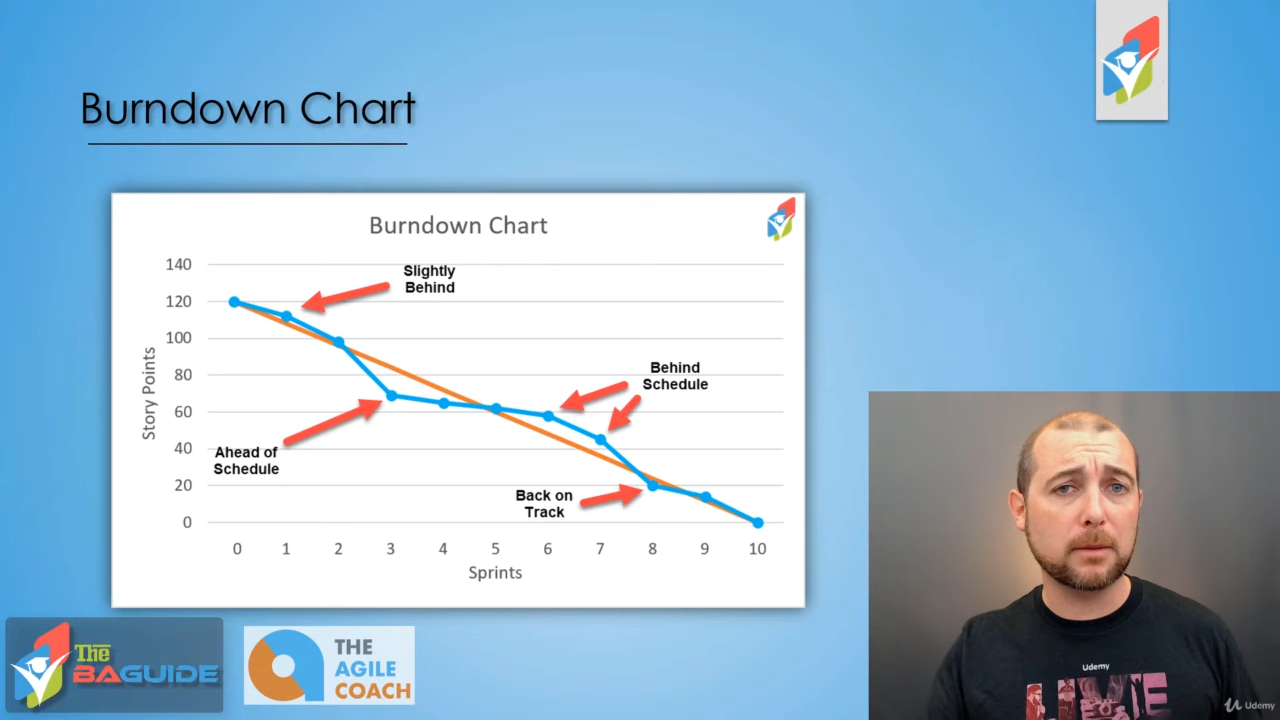 Burndown Chart
Burndown Chart
140
120
100
80
60
40
20
0
Story Points
Slightly
Behind
Behind
Schedule
Ahead of
Schedule
Back on
Track
0 1 2 3 4 5 6 7 8 9 10
Sprints
The
BAGUIDE
THE
AGILE
COACH
Udemy
LIVE
Udemy